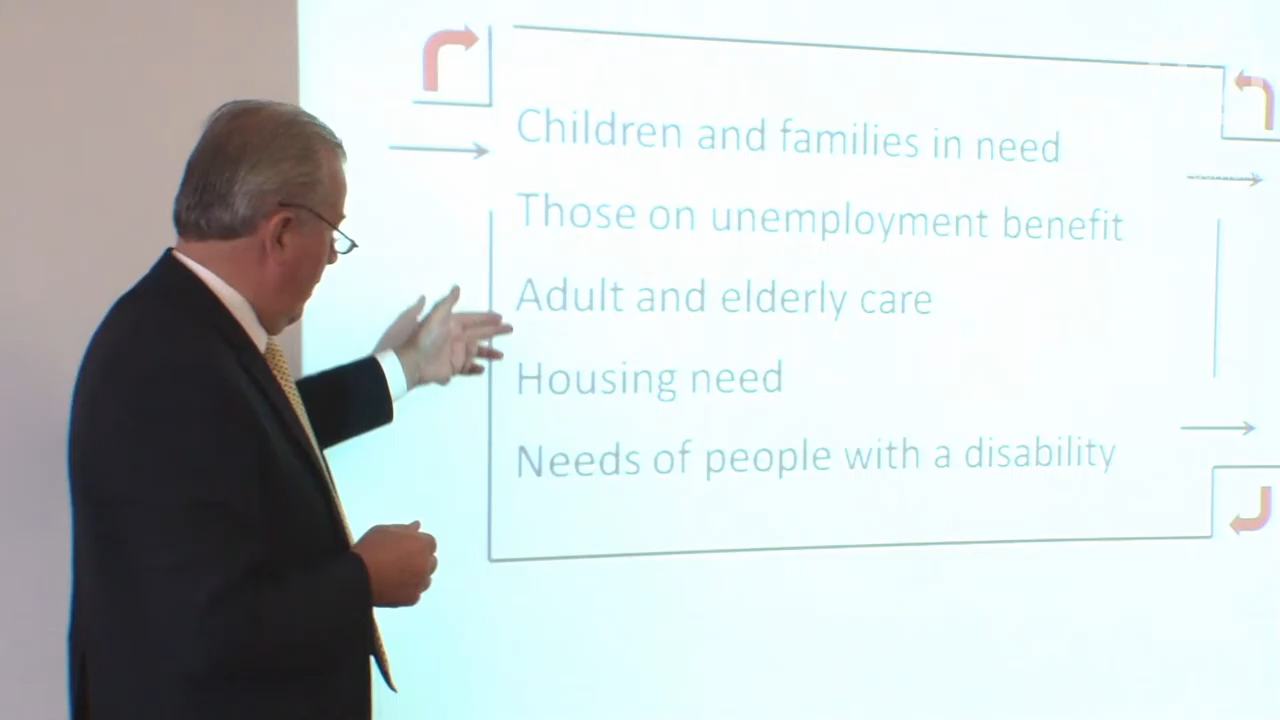 Children and families in need
Those on unemployment benefit
Adult and elderly care
Housing need
Needs of people with a disability